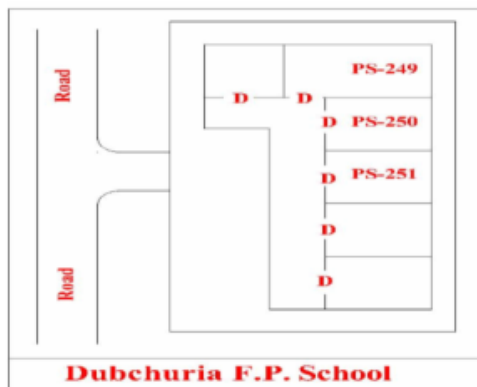 Road
PS-249
D D
D PS-250
D PS-251
D
D
Road
Dubchuria F.P. School